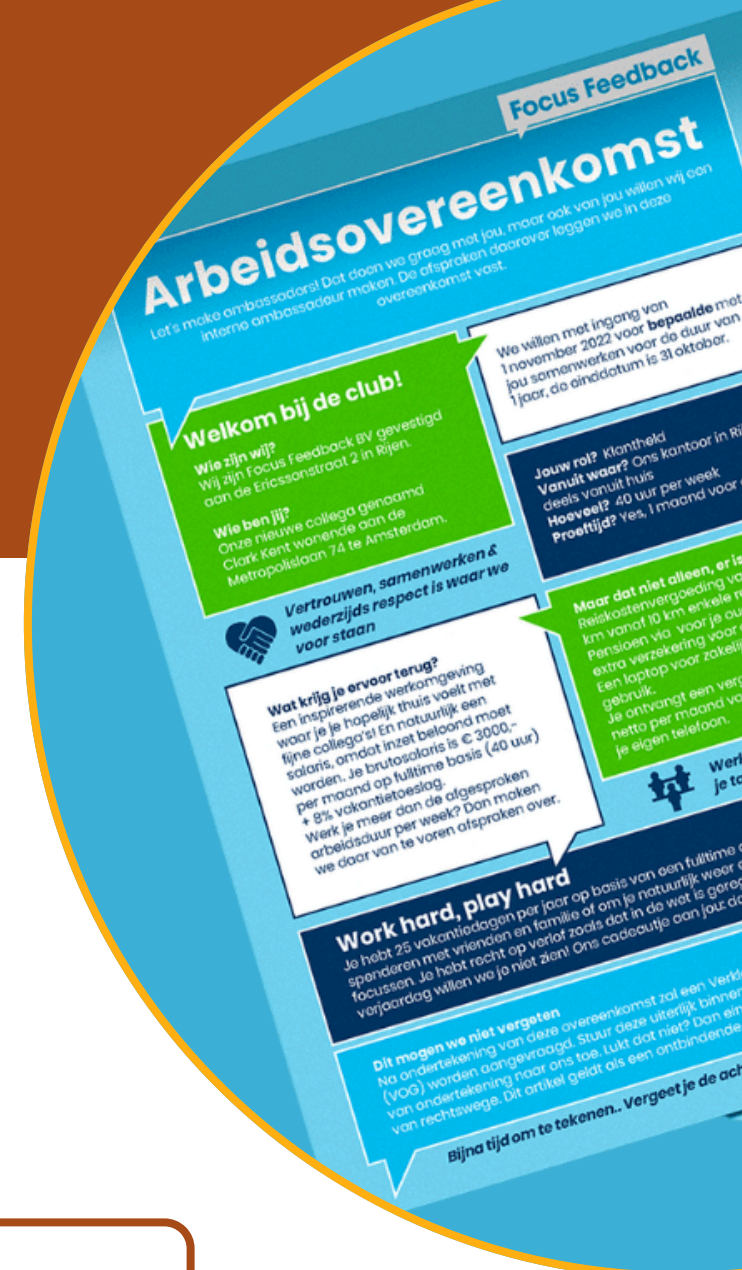 Focus Feedback
Arbeidsovereenkomst
Let's make ambassadors! Dat doen we graag met jou, maar ook van jou willen wij een
interne ambassadeur maken. De afspraken daarover leggen we in deze
overeenkomst vast.
Welkom bij de club!
Wie zijn wij?
Wij zijn Focus Feedback BV gevestigd
aan de Ericssonstraat 2 in Rijen.
Wie ben jij?
Onze nieuwe collega genaamd
Clark Kent wonende aan de
Metropolislaan 74 te Amsterdam.
We willen met ingang van
1 november 2022 voor bepaalde met
jou samenwerken voor de duur van
1 jaar, de einddatum is 31 oktober.
Jouw rol? Klantheld
Vanuit waar? Ons kantoor in
deels vanuit huis
Hoeveel? 40 uur per week
Proeftijd? Yes, 1 maand voor
Vertrouwen, samenwerken &
wederzijds respect is waar we
voor staan
Maar dat niet alleen, er is
Reiskostenvergoeding
km vanaf 10 km enkele
Pensioen via voor je
extra verzekering voor
Een laptop voor
gebruik.
Je ontvangt een
netto per maand
je eigen telefoon.
Wat krijg je ervoor terug?
Een inspirerende werkomgeving
waar je je hopelijk thuis voelt met
fijne collega's! En natuurlijk een
salaris, omdat inzet beloond moet
worden. Je brutosalaris is € 3000,-
per maand op fulltime basis (40 uur)
+ 8% vakantietoeslag.
Werk je meer dan de afgesproken
arbeidsduur per week? Dan maken
we daar van te voren afspraken over.
je
Work hard, play hard
Je hebt 25 vakantiedagen per jaar op basis van een fulltime
spenderen met vrienden en familie of om je natuurlijk weer
focussen. Je hebt recht op verlof zoals dat in de wet is
verjaardag willen we je niet zien! Ons cadeautje aan jou:
Dit mogen we niet vergeten
Na ondertekening van deze overeenkomst zal een
(VOG) worden aangevraagd. Stuur deze uiterlijk
van ondertekening naar ons toe. Lukt dat niet? Dan
van rechtswege. Dit artikel geldt als een ontbindende
Bijna tijd om te tekenen.. Vergeet je de